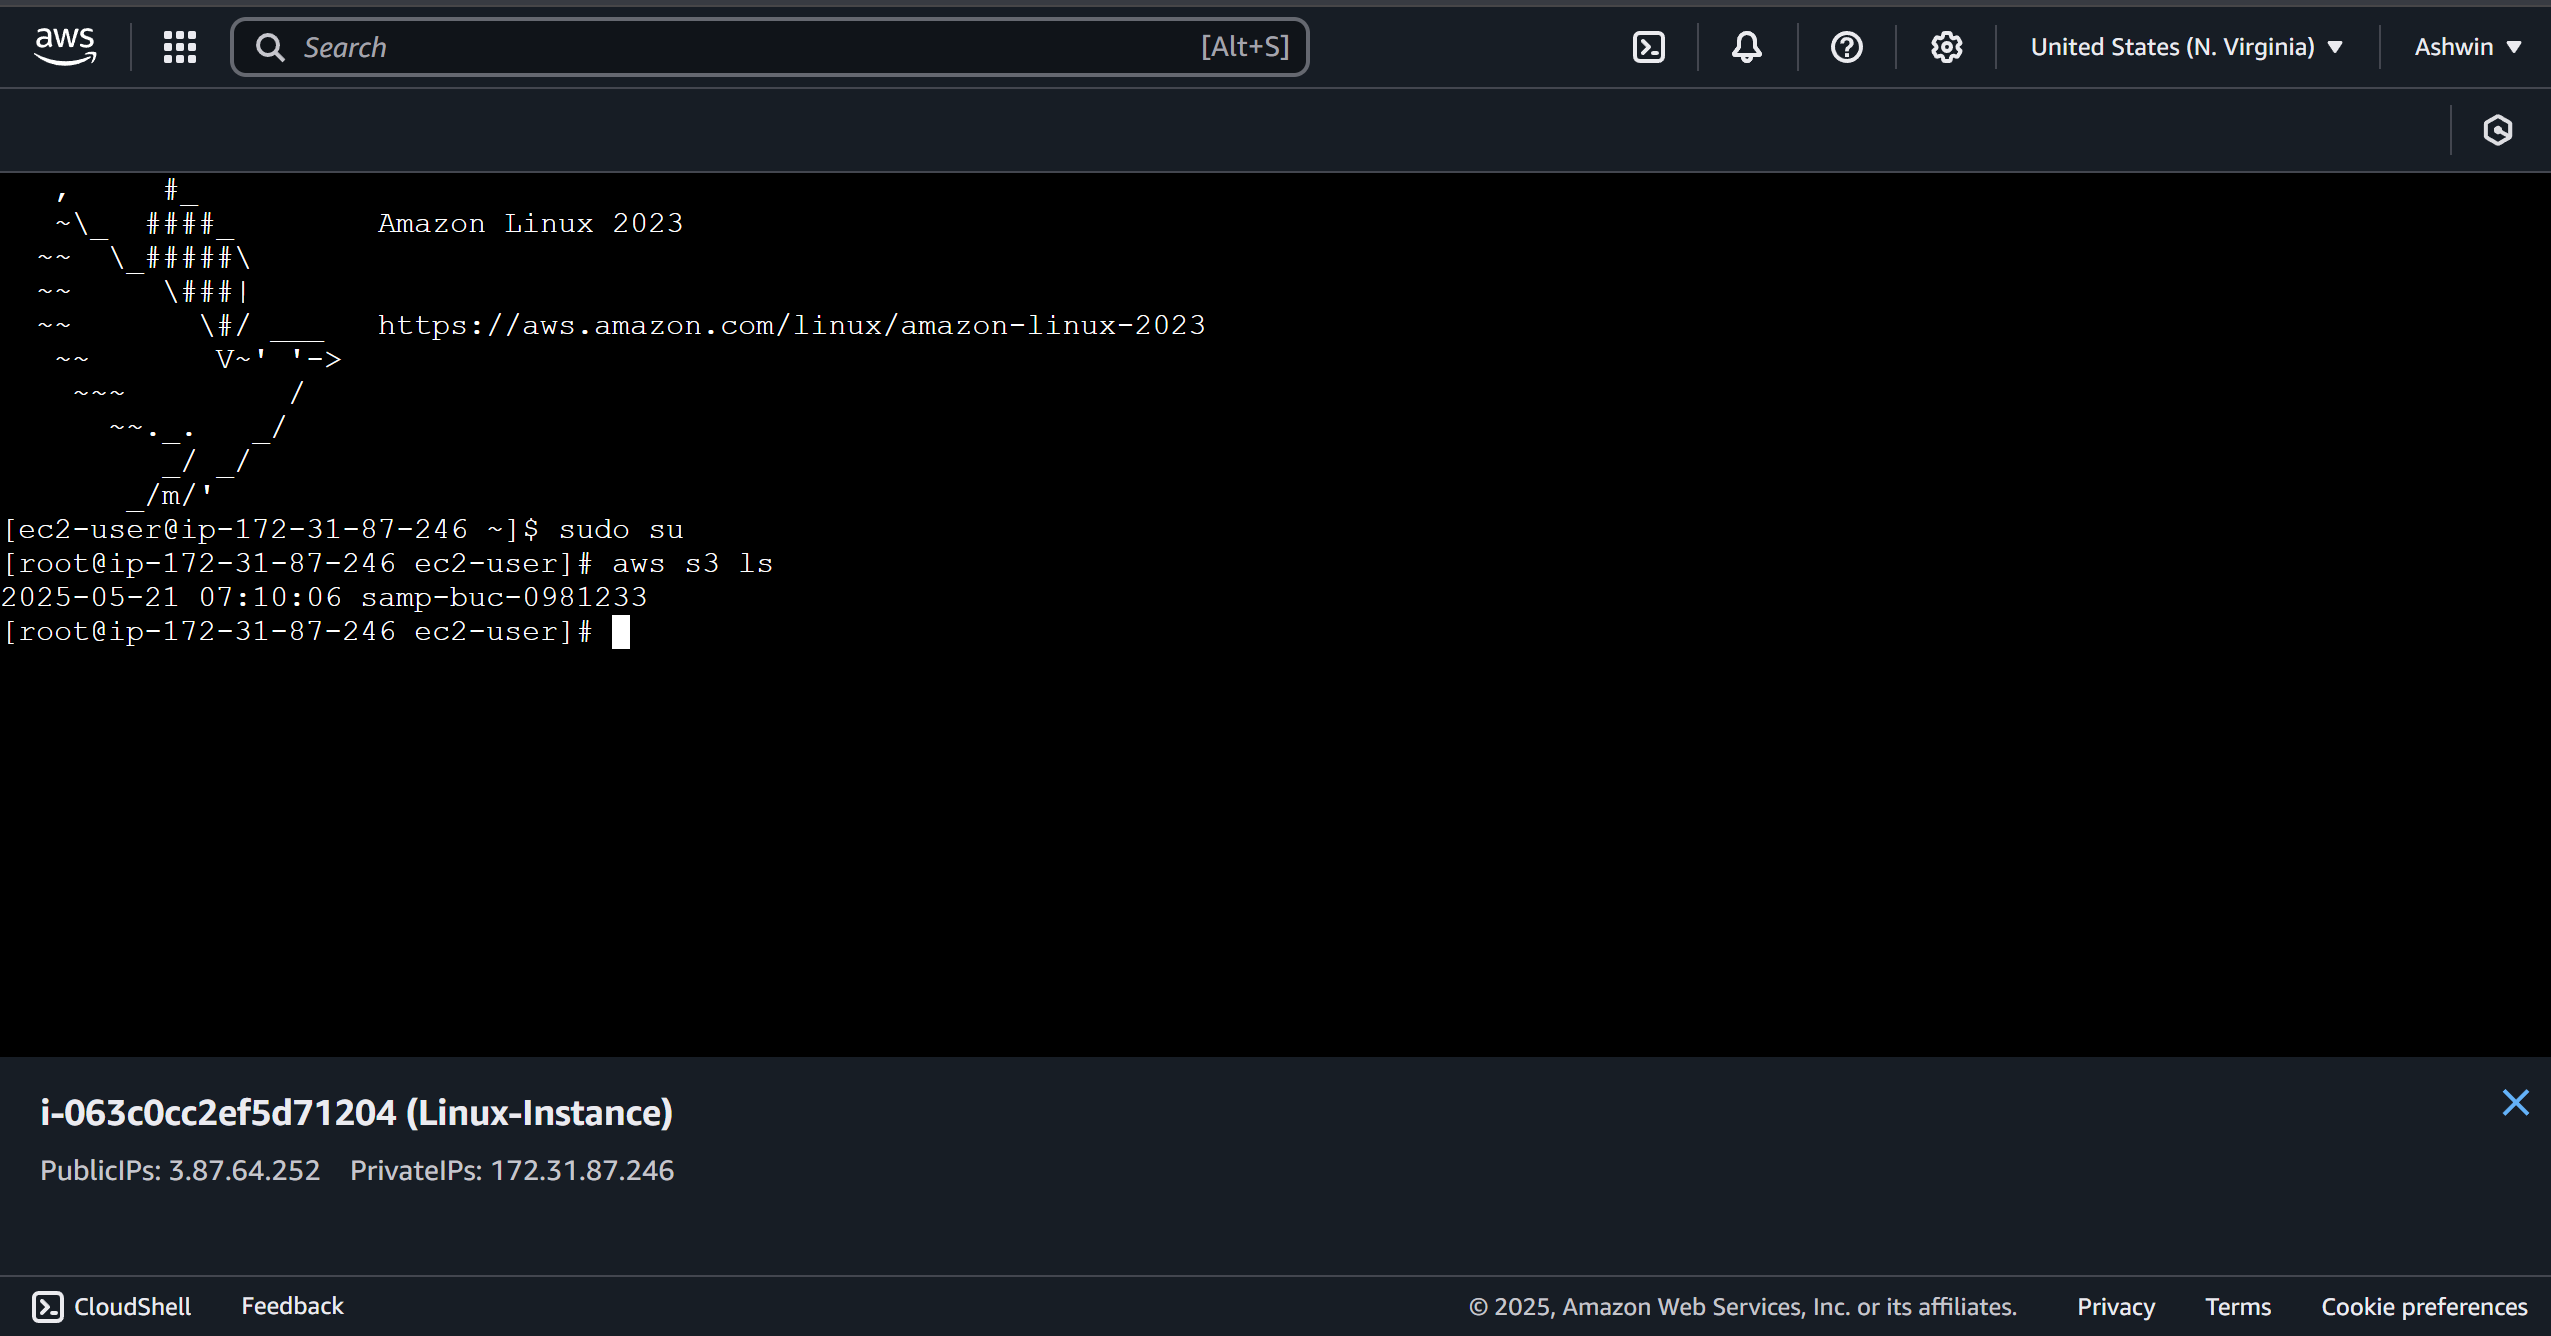 aws
Search [Alt+S]
United States (N. Virginia)
Ashwin
   ,     #_
   ~\_  ####_        Amazon Linux 2023
  ~~  \_#####\
  ~~     \###|
  ~~       \#/ ___   https://aws.amazon.com/linux/amazon-linux-2023
   ~~       V~' '->
    ~~~         /
      ~~._.   _/
         _/ _/
       _/m/'
[ec2-user@ip-172-31-87-246 ~]$ sudo su
[root@ip-172-31-87-246 ec2-user]# aws s3 ls
2025-05-21 07:10:06 samp-buc-0981233
[root@ip-172-31-87-246 ec2-user]#
i-063c0cc2ef5d71204 (Linux-Instance)
PublicIPs: 3.87.64.252 PrivateIPs: 172.31.87.246
CloudShell Feedback © 2025, Amazon Web Services, Inc. or its affiliates. Privacy Terms Cookie preferences